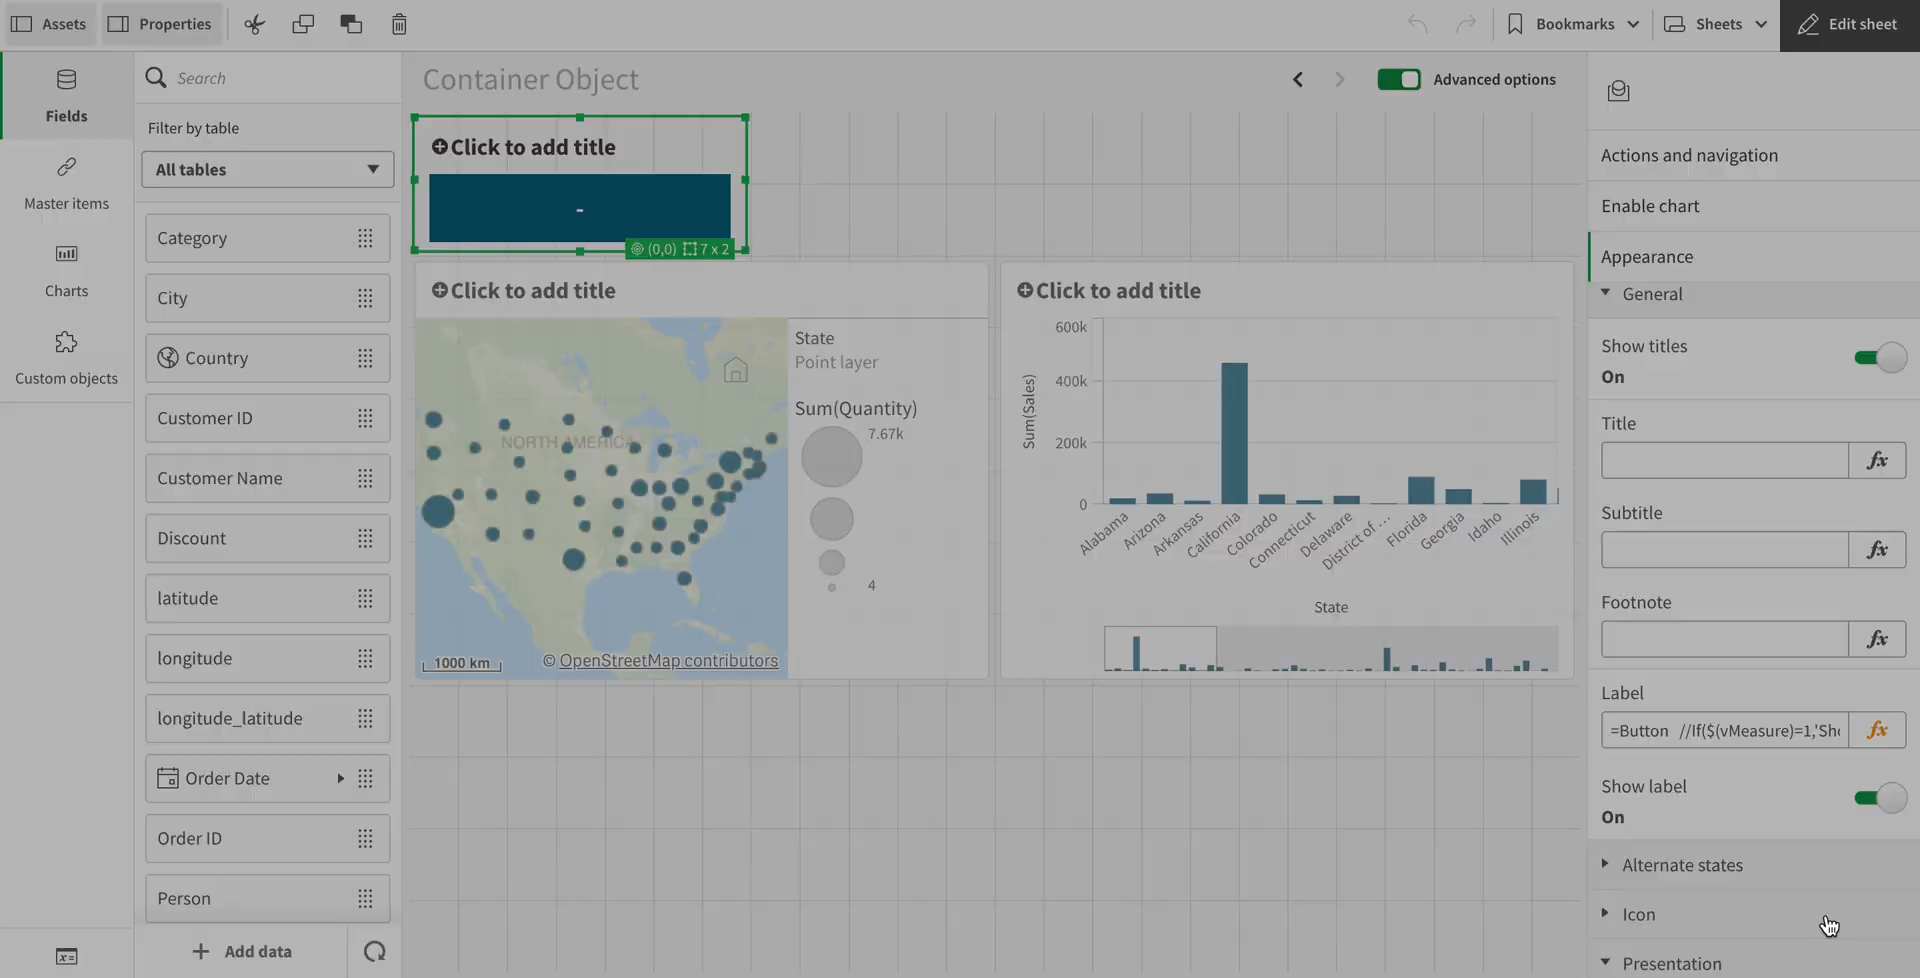 Assets
Properties
Bookmarks
Sheets
Edit sheet
Fields
Master items
Charts
Custom objects
Search
Filter by table
All tables
Category
City
Country
Customer ID
Customer Name
Discount
latitude
longitude
longitude_latitude
Order Date
Order ID
Person
Add data
Container Object
Advanced options
Click to add title
-
(0,0) 7 x 2
Click to add title
NORTH AMERICA
1000 km
© OpenStreetMap contributors
State
Point layer
Sum(Quantity)
7.67k
4
Click to add title
Sum(Sales)
600k
400k
200k
0
Alabama
Arizona
Arkansas
California
Colorado
Connecticut
Delaware
District of ...
Florida
Georgia
Idaho
Illinois
State
Actions and navigation
Enable chart
Appearance
General
Show titles
On
Title
fx
Subtitle
fx
Footnote
fx
Label
=Button //If($(vMeasure)=1,'Sho
fx
Show label
On
Alternate states
Icon
Presentation
x=